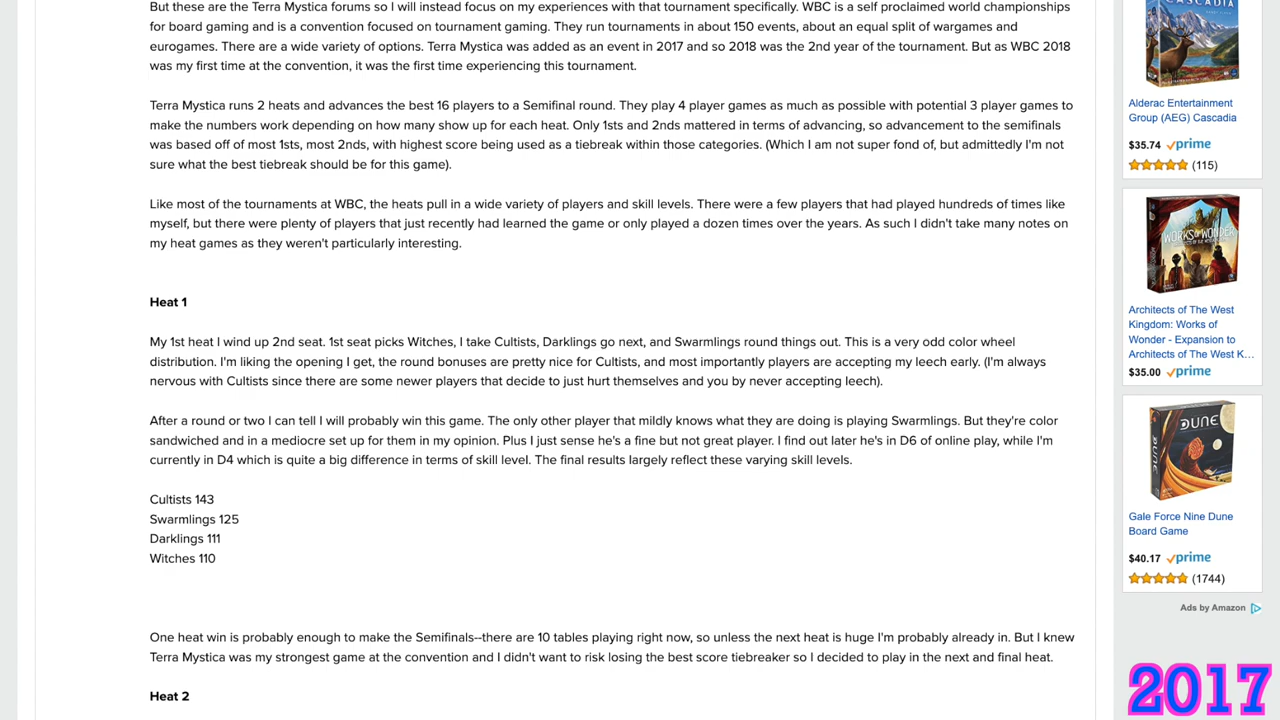 But these are the Terra Mystica forums so I will instead focus on my experiences with that tournament specifically. WBC is a self proclaimed world championships
for board gaming and is a convention focused on tournament gaming. They run tournaments in about 150 events, about an equal split of wargames and
eurogames. There are a wide variety of options. Terra Mystica was added as an event in 2017 and so 2018 was the 2nd year of the tournament. But as WBC 2018
was my first time at the convention, it was the first time experiencing this tournament.
Terra Mystica runs 2 heats and advances the best 16 players to a Semifinal round. They play 4 player games as much as possible with potential 3 player games to
make the numbers work depending on how many show up for each heat. Only 1sts and 2nds mattered in terms of advancing, so advancement to the semifinals
was based off of most 1sts, most 2nds, with highest score being used as a tiebreak within those categories. (Which I am not super fond of, but admittedly I'm not
sure what the best tiebreak should be for this game).
Like most of the tournaments at WBC, the heats pull in a wide variety of players and skill levels. There were a few players that had played hundreds of times like
myself, but there were plenty of players that just recently had learned the game or only played a dozen times over the years. As such I didn't take many notes on
my heat games as they weren't particularly interesting.
Heat 1
My 1st heat I wind up 2nd seat. 1st seat picks Witches, I take Cultists, Darklings go next, and Swarmlings round things out. This is a very odd color wheel
distribution. I'm liking the opening I get, the round bonuses are pretty nice for Cultists, and most importantly players are accepting my leech early. (I'm always
nervous with Cultists since there are some newer players that decide to just hurt themselves and you by never accepting leech).
After a round or two I can tell I will probably win this game. The only other player that mildly knows what they are doing is playing Swarmlings. But they're color
sandwiched and in a mediocre set up for them in my opinion. Plus I just sense he's a fine but not great player. I find out later he's in D6 of online play, while I'm
currently in D4 which is quite a big difference in terms of skill level. The final results largely reflect these varying skill levels.
Cultists 143
Swarmlings 125
Darklings 111
Witches 110
One heat win is probably enough to make the Semifinals--there are 10 tables playing right now, so unless the next heat is huge I'm probably already in. But I knew
Terra Mystica was my strongest game at the convention and I didn't want to risk losing the best score tiebreaker so I decided to play in the next and final heat.
Heat 2
CASCADIA
Alderac Entertainment
Group (AEG) Cascadia
$35.74 prime
(115)
WORKS of WONDER
Architects of The West
Kingdom: Works of
Wonder - Expansion to
Architects of The West K…
$35.00 prime
DUNE
DUNE
Gale Force Nine Dune
Board Game
$40.17 prime
(1744)
Ads by Amazon
2017